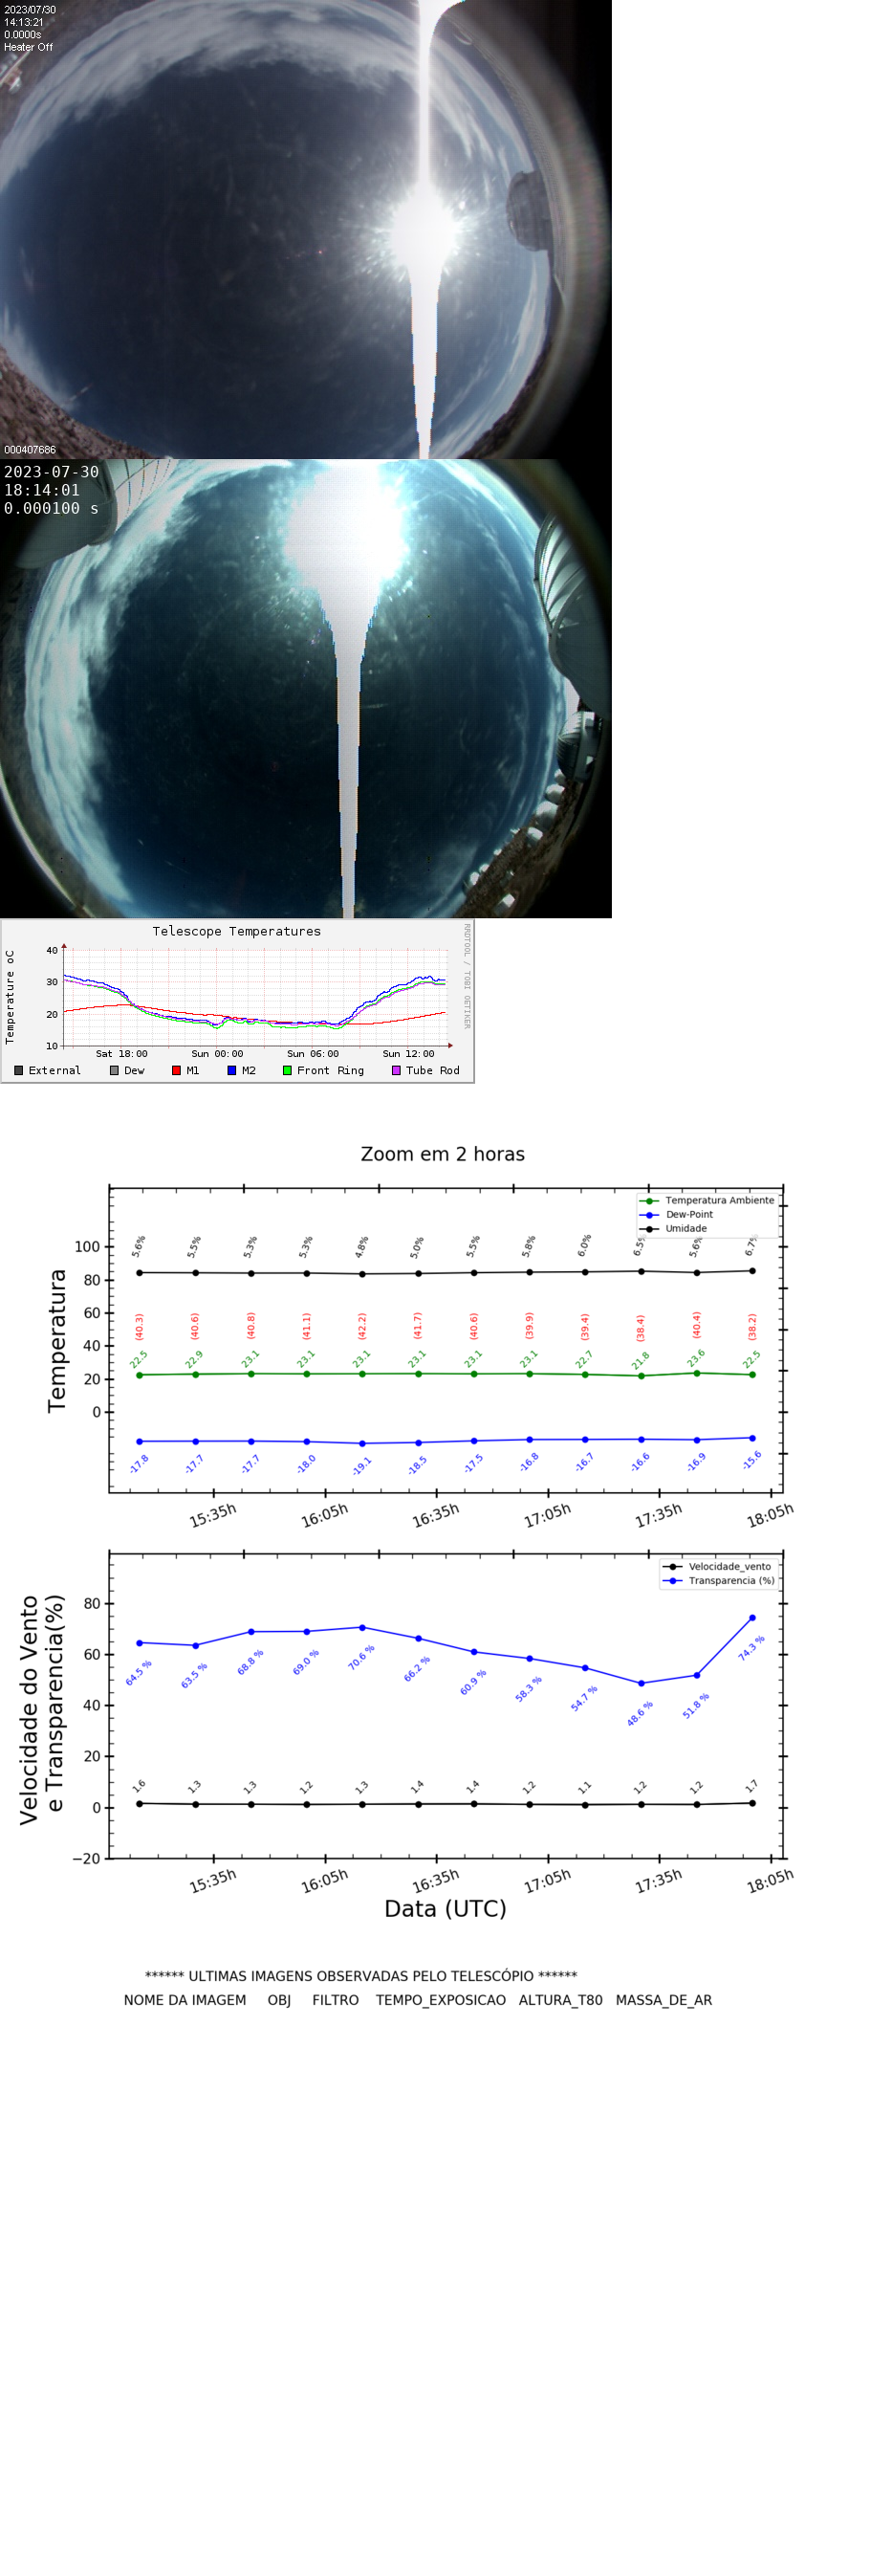 2023/07/30
14:13:21
0.0000s
Heater Off
000407686
2023-07-30
18:14:01
0.000100 s
Telescope Temperatures
RRDTOOL / TOBI OETIKER
Temperature oC
40
30
20
10
Sat 18:00 Sun 00:00 Sun 06:00 Sun 12:00
External Dew M1 M2 Front Ring Tube Rod
Zoom em 2 horas
Temperatura Ambiente
Dew-Point
Umidade
Temperatura
100
80
60
40
20
0
5.6% 5.5% 5.3% 5.3% 4.8% 5.0% 5.5% 5.8% 6.0% 6.5% 5.6% 6.7%
(40.3) (40.6) (40.8) (41.1) (42.2) (41.7) (40.6) (39.9) (39.4) (38.4) (40.4) (38.2)
22.5 22.9 23.1 23.1 23.1 23.1 23.1 23.1 22.7 21.8 23.6 22.5
-17.8 -17.7 -17.7 -18.0 -19.1 -18.5 -17.5 -16.8 -16.7 -16.6 -16.9 -15.6
15:35h 16:05h 16:35h 17:05h 17:35h 18:05h
Velocidade_vento
Transparencia (%)
Velocidade do Vento
e Transparencia(%)
80
60
40
20
0
−20
64.5 % 63.5 % 68.8 % 69.0 % 70.6 % 66.2 % 60.9 % 58.3 % 54.7 % 48.6 % 51.8 % 74.3 %
1.6 1.3 1.3 1.2 1.3 1.4 1.4 1.2 1.1 1.2 1.2 1.7
15:35h 16:05h 16:35h 17:05h 17:35h 18:05h
Data (UTC)
****** ULTIMAS IMAGENS OBSERVADAS PELO TELESCÓPIO ******
NOME DA IMAGEM OBJ FILTRO TEMPO_EXPOSICAO ALTURA_T80 MASSA_DE_AR